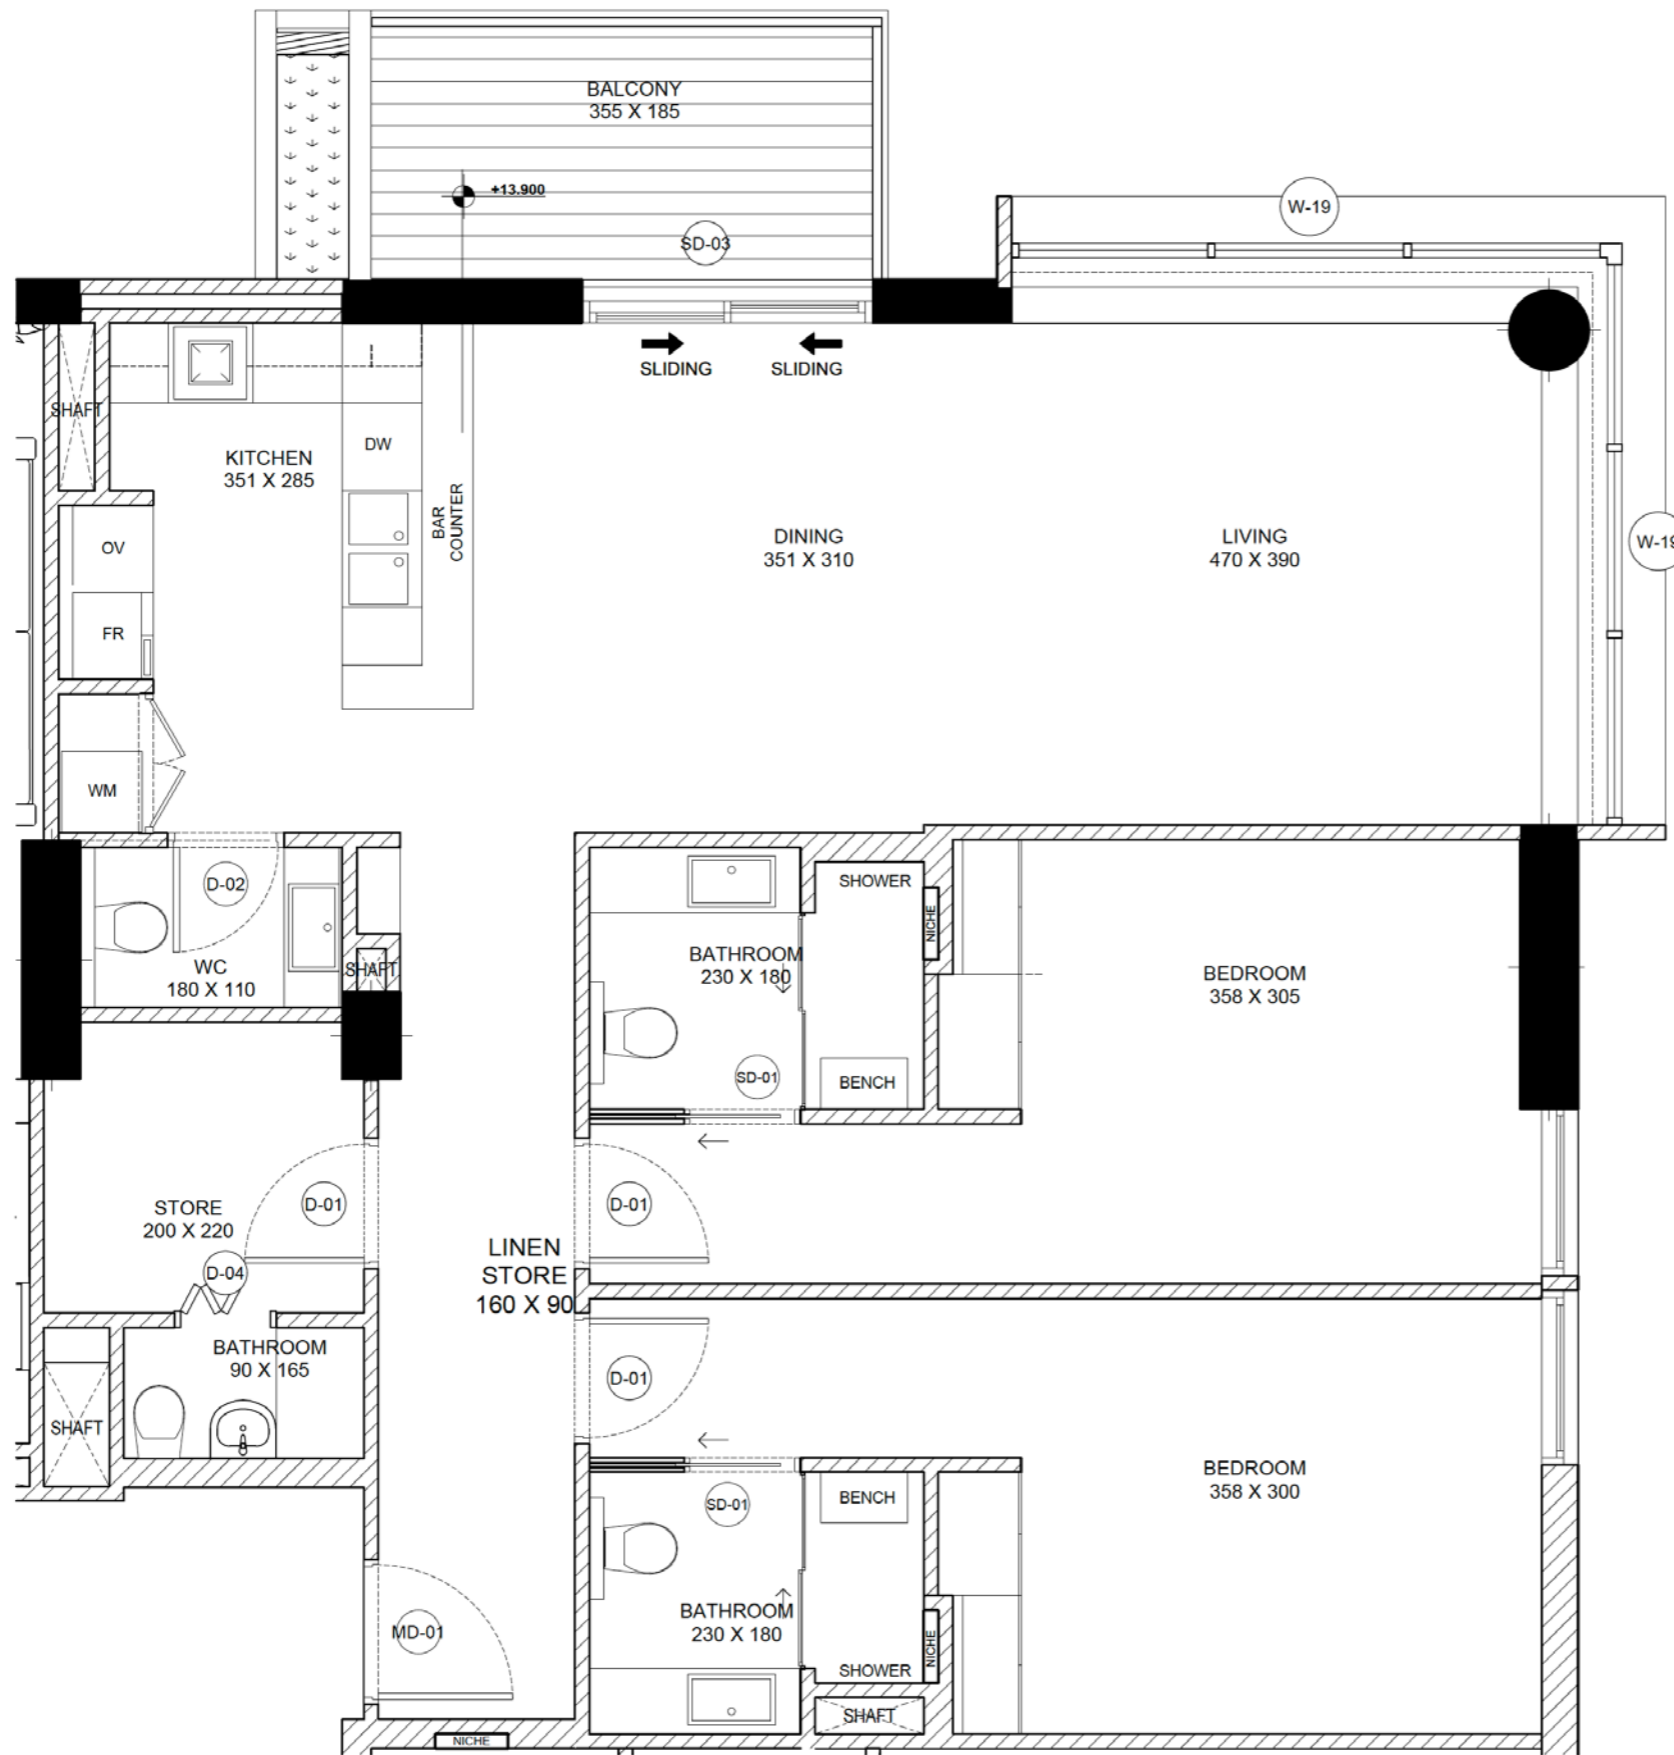 BALCONY
355 X 185
+13.900
SD-03
W-19
SLIDING
SLIDING
SHAFT
KITCHEN
351 X 285
DW
BAR
COUNTER
OV
FR
WM
DINING
351 X 310
LIVING
470 X 390
W-19
D-02
WC
180 X 110
SHAFT
SHOWER
NICHE
BATHROOM
230 X 180
SD-01
BENCH
BEDROOM
358 X 305
STORE
200 X 220
D-01
D-01
D-04
LINEN
STORE
160 X 90
BATHROOM
90 X 165
D-01
SHAFT
BEDROOM
358 X 300
SD-01
BENCH
MD-01
BATHROOM
230 X 180
NICHE
SHOWER
SHAFT
NICHE